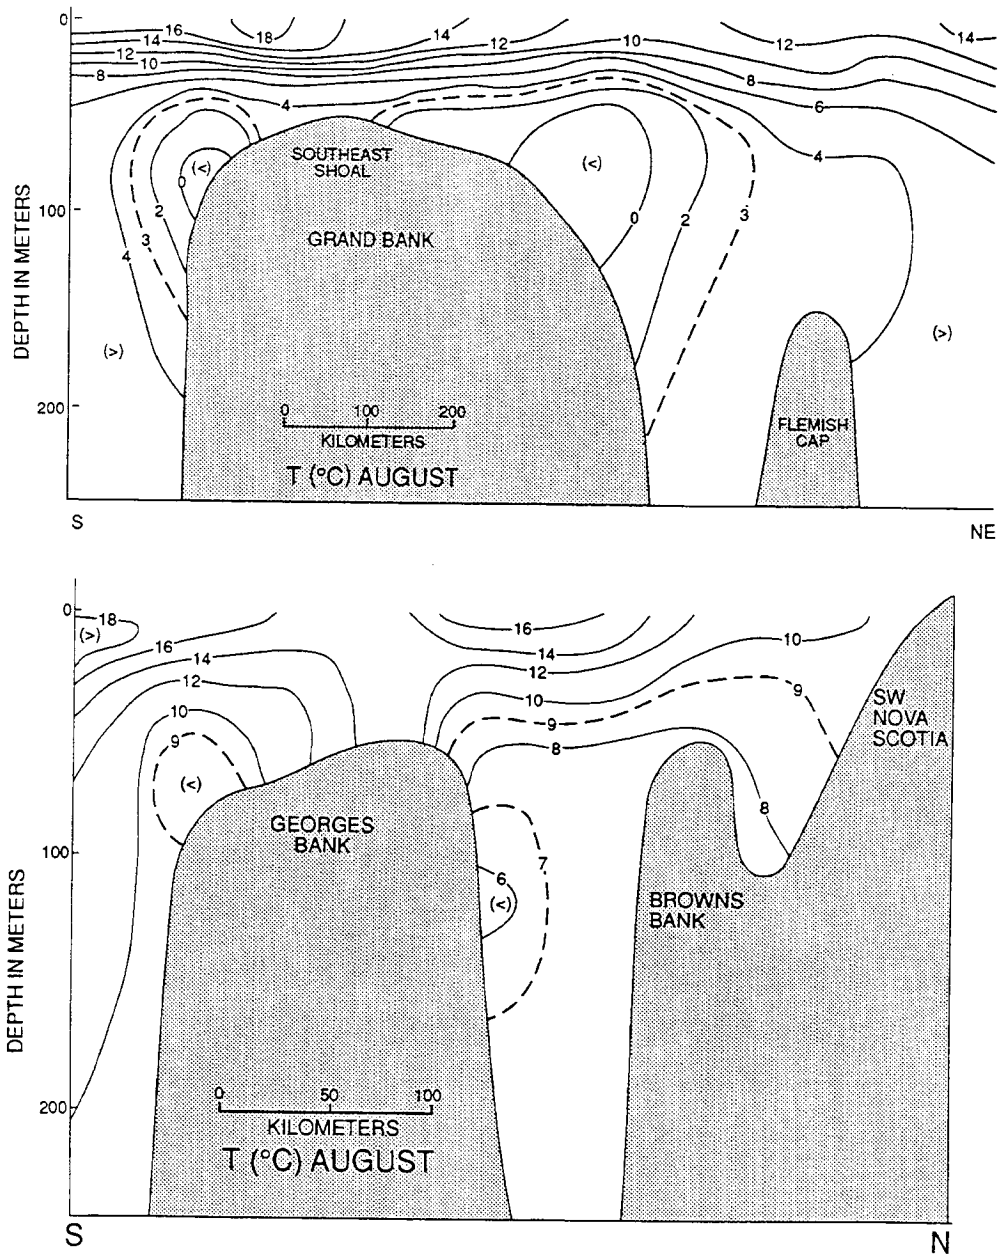 0
16
18
14
14
12
10
12
14
12
10
8
8
6
4
4
SOUTHEAST
SHOAL
(<)
(<)
0
100
2
0
2
3
3
GRAND BANK
4
DEPTH IN METERS
(>)
(>)
200
0 100 200
KILOMETERS
FLEMISH
CAP
T (°C) AUGUST
S
NE
0
18
(>)
16
16
14
14
12
12
10
10
10
9
9
9
8
SW
NOVA
SCOTIA
(<)
8
GEORGES
BANK
100
7
6
(<)
BROWNS
BANK
DEPTH IN METERS
0 50 100
200
KILOMETERS
T (°C) AUGUST
S
N